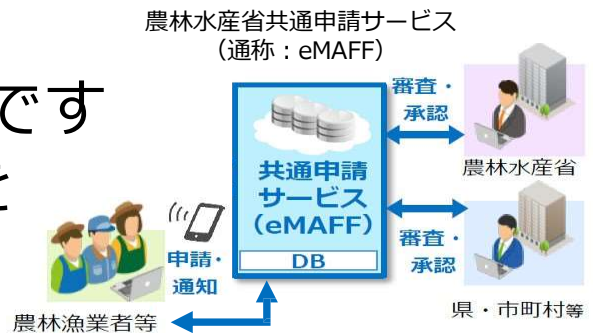 農林水産省共通申請サービス
（通称：eMAFF）
です
と
審査・
承認
農林水産省
共通申請
サービス
（eMAFF）
DB
申請・
通知
審査・
承認
農林漁業者等
県・市町村等